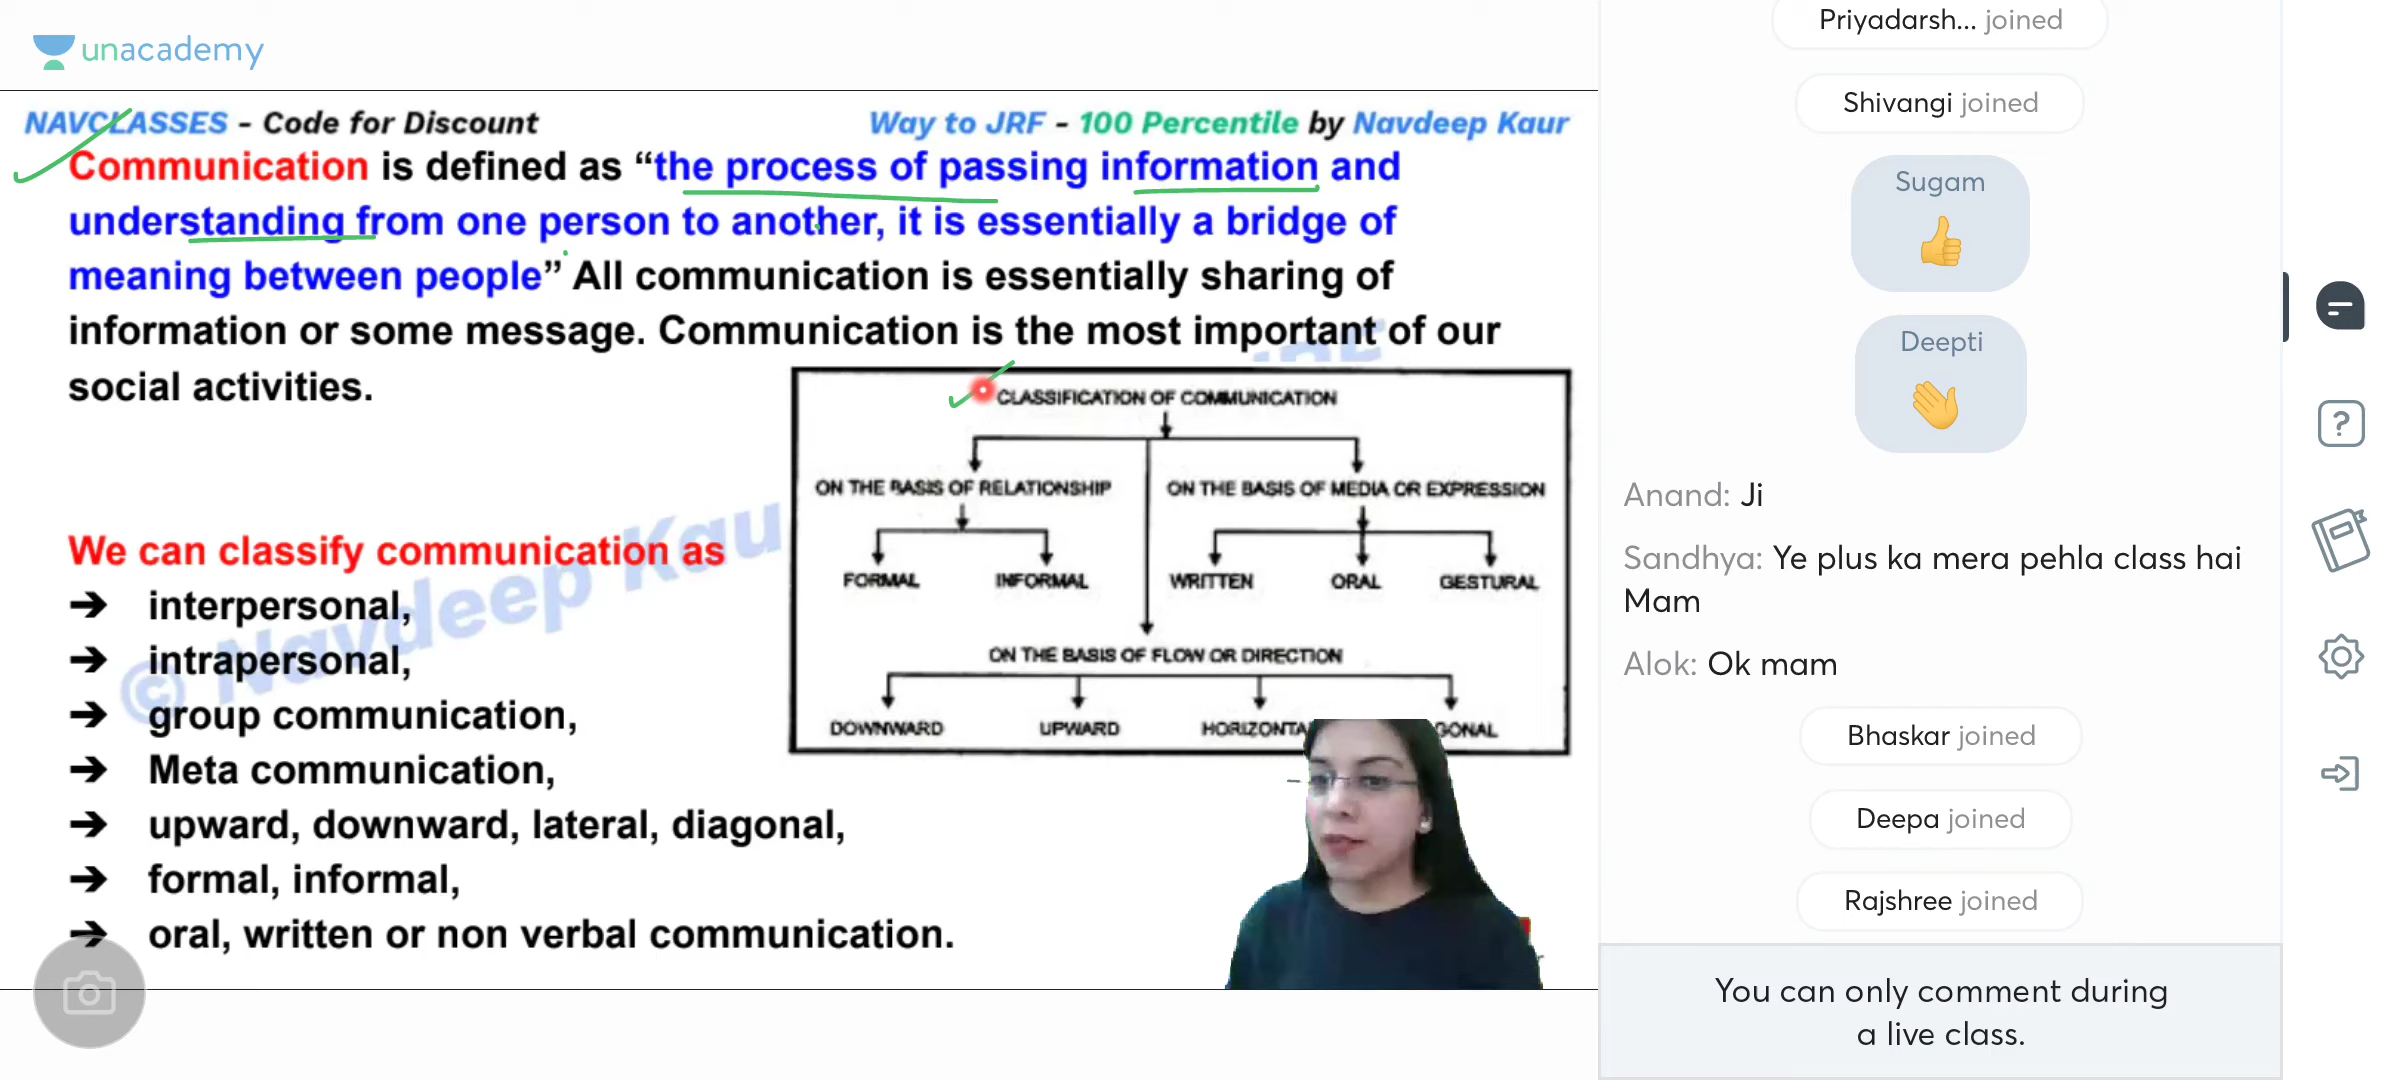 unacademy
NAVCLASSES - Code for Discount
Way to JRF - 100 Percentile by Navdeep Kaur
Communication is defined as “the process of passing information and
understanding from one person to another, it is essentially a bridge of
meaning between people” All communication is essentially sharing of
information or some message. Communication is the most important of our
social activities.
We can classify communication as
➔ interpersonal,
➔ intrapersonal,
➔ group communication,
➔ Meta communication,
➔ upward, downward, lateral, diagonal,
➔ formal, informal,
➔ oral, written or non verbal communication.
© Navdeep Kau
CLASSIFICATION OF COMMUNICATION
ON THE BASIS OF RELATIONSHIP
ON THE BASIS OF MEDIA OR EXPRESSION
FORMAL
INFORMAL
WRITTEN
ORAL
GESTURAL
ON THE BASIS OF FLOW OR DIRECTION
DOWNWARD
UPWARD
HORIZONTA
GONAL
Priyadarsh... joined
Shivangi joined
Sugam
Deepti
Anand: Ji
Sandhya: Ye plus ka mera pehla class hai
Mam
Alok: Ok mam
Bhaskar joined
Deepa joined
Rajshree joined
You can only comment during
a live class.